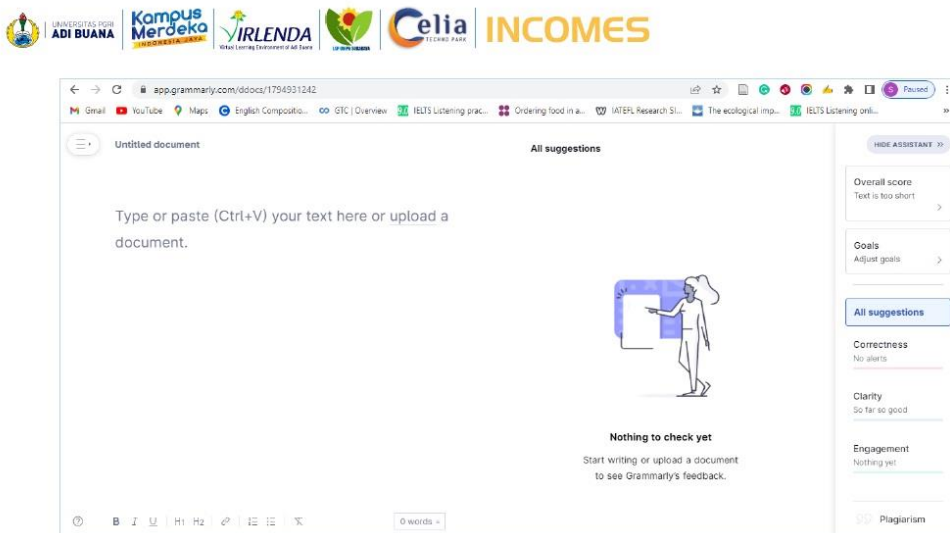 UNIVERSITAS PGRI
ADI BUANA
Kampus
Merdeka
INDONESIA JAYA
VIRLENDA
Virtual Learning Environment of Adi Buana
Celia
TECHNO PARK
INCOMES
app.grammarly.com/ddocs/1794931242
S Paused
Gmail YouTube Maps English Compositio... GTC | Overview IELTS Listening prac... Ordering food in a... IATEFL Research SI... The ecological imp... IELTS Listening onli... »
Untitled document
All suggestions
HIDE ASSISTANT »
Overall score
Text is too short
Type or paste (Ctrl+V) your text here or upload a
document.
Goals
Adjust goals
All suggestions
Correctness
No alerts
Clarity
So far so good
Nothing to check yet
Engagement
Nothing yet
Start writing or upload a document
to see Grammarly's feedback.
B I U H1 H2
0 words
Plagiarism